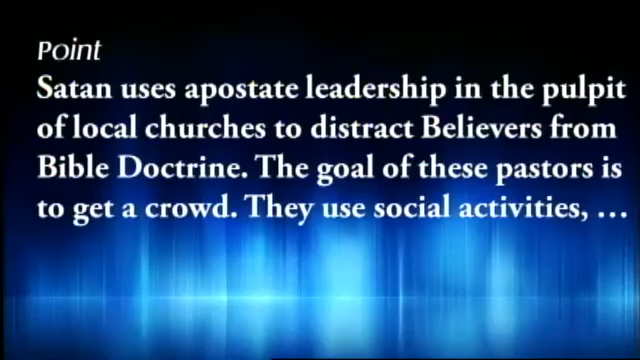 Point
Satan uses apostate leadership in the pulpit
of local churches to distract Believers from
Bible Doctrine. The goal of these pastors is
to get a crowd. They use social activities, …